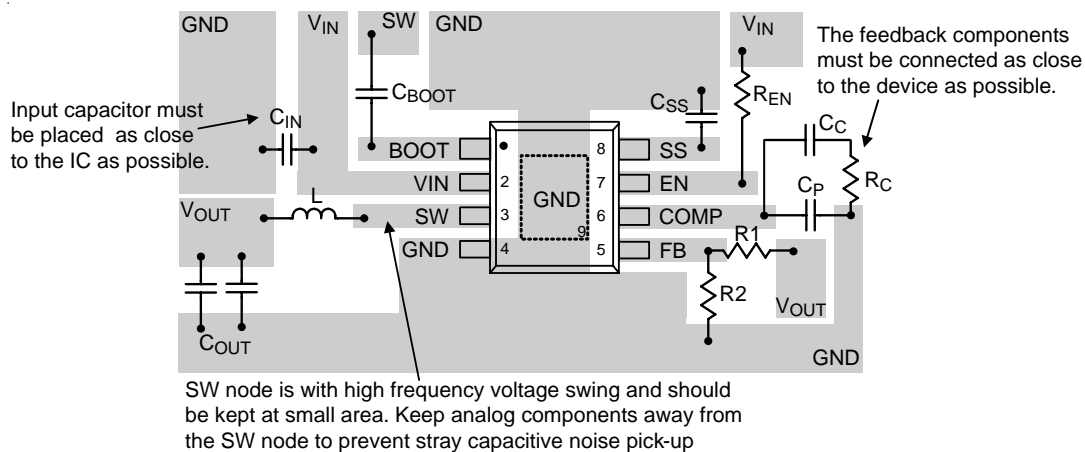 GND
VIN
SW
GND
VIN
The feedback components
must be connected as close
to the device as possible.
Input capacitor must
be placed as close
to the IC as possible.
CIN
CBOOT
CSS
REN
CC
RC
CP
BOOT
VIN
SW
GND
2
3
4
GND
9
8
7
6
5
SS
EN
COMP
FB
L
VOUT
R1
R2
VOUT
COUT
GND
SW node is with high frequency voltage swing and should
be kept at small area. Keep analog components away from
the SW node to prevent stray capacitive noise pick-up